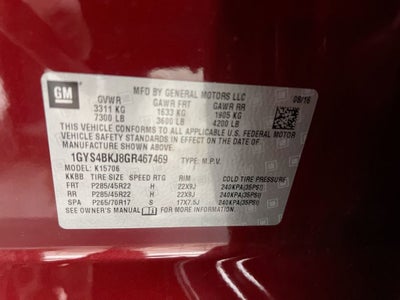 GM
MFD BY GENERAL MOTORS LLC
08/16
GVWR GAWR FRT GAWR RR
3311 KG 1633 KG 1905 KG
7300 LB 3600 LB 4200 LB
THIS VEHICLE CONFORMS TO ALL APPLICABLE U.S. FEDERAL MOTOR
VEHICLE SAFETY AND THEFT PREVENTION STANDARDS IN EFFECT ON
THE DATE OF MANUFACTURE SHOWN ABOVE.
1GYS4BKJ8GR467469 TYPE: M.P.V.
MODEL: K15706
KKBB TIRE SIZE SPEED RTG RIM COLD TIRE PRESSURE
FRT P285/45R22 H 22X9J 240KPA(35PSI)
RR P285/45R22 H 22X9J 240KPA(35PSI)
SPA P265/70R17 S 17X7.5J 240KPA(35PSI)
SEE OWNER'S MANUAL FOR MORE INFORMATION.